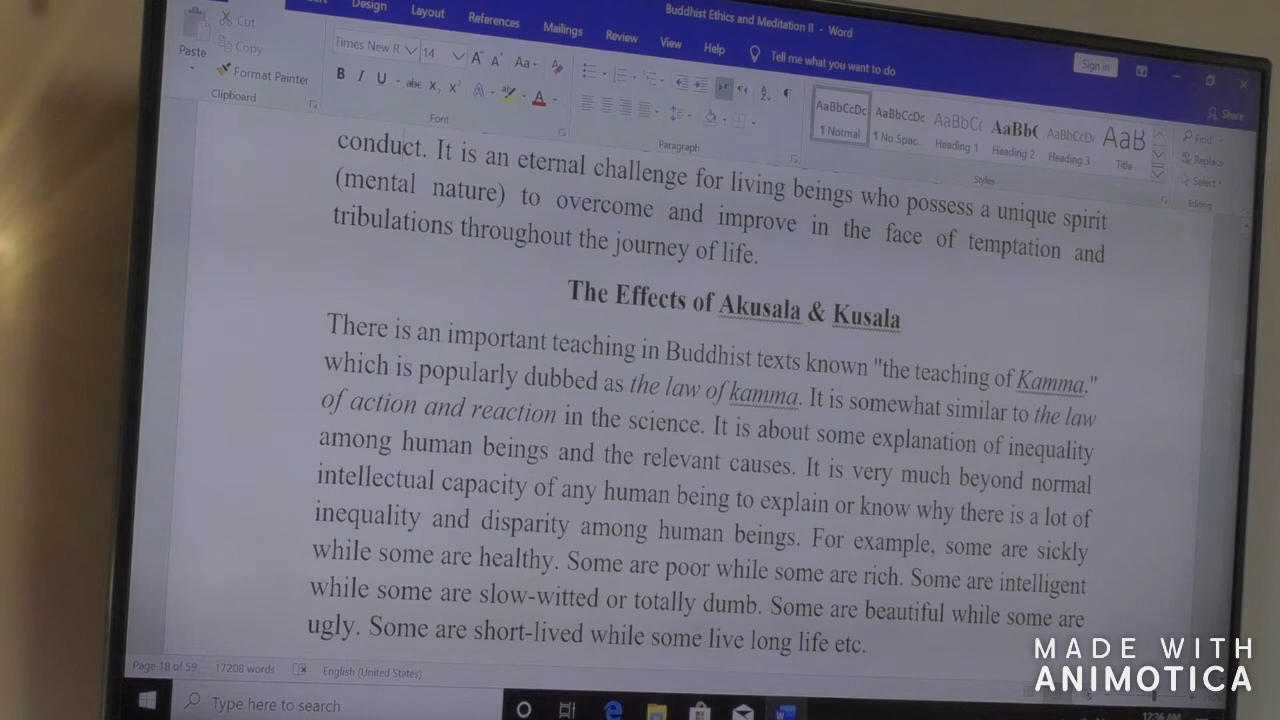 Design Layout References Mailings Review View Help
Buddhist Ethics and Meditation II - Word
Tell me what you want to do
Sign in
Share
Paste
Cut
Copy
Format Painter
Clipboard
Times New R 14
Aa
B I U abc X₂ X²
Font
Paragraph
AaBbCcDc AaBbCcDc AaBbCc AaBb( AaBbCcDc AaB
¶ Normal ¶ No Spac... Heading 1 Heading 2 Heading 3 Title
Styles
Find
Replace
Select
Editing
conduct. It is an eternal challenge for living beings who possess a unique spirit
(mental nature) to overcome and improve in the face of temptation and
tribulations throughout the journey of life.
The Effects of Akusala & Kusala
There is an important teaching in Buddhist texts known "the teaching of Kamma."
which is popularly dubbed as the law of kamma. It is somewhat similar to the law
of action and reaction in the science. It is about some explanation of inequality
among human beings and the relevant causes. It is very much beyond normal
intellectual capacity of any human being to explain or know why there is a lot of
inequality and disparity among human beings. For example, some are sickly
while some are healthy. Some are poor while some are rich. Some are intelligent
while some are slow-witted or totally dumb. Some are beautiful while some are
ugly. Some are short-lived while some live long life etc.
Page 18 of 59 17208 words English (United States)
Type here to search
12:36 AM
MADE WITH
ANIMOTICA